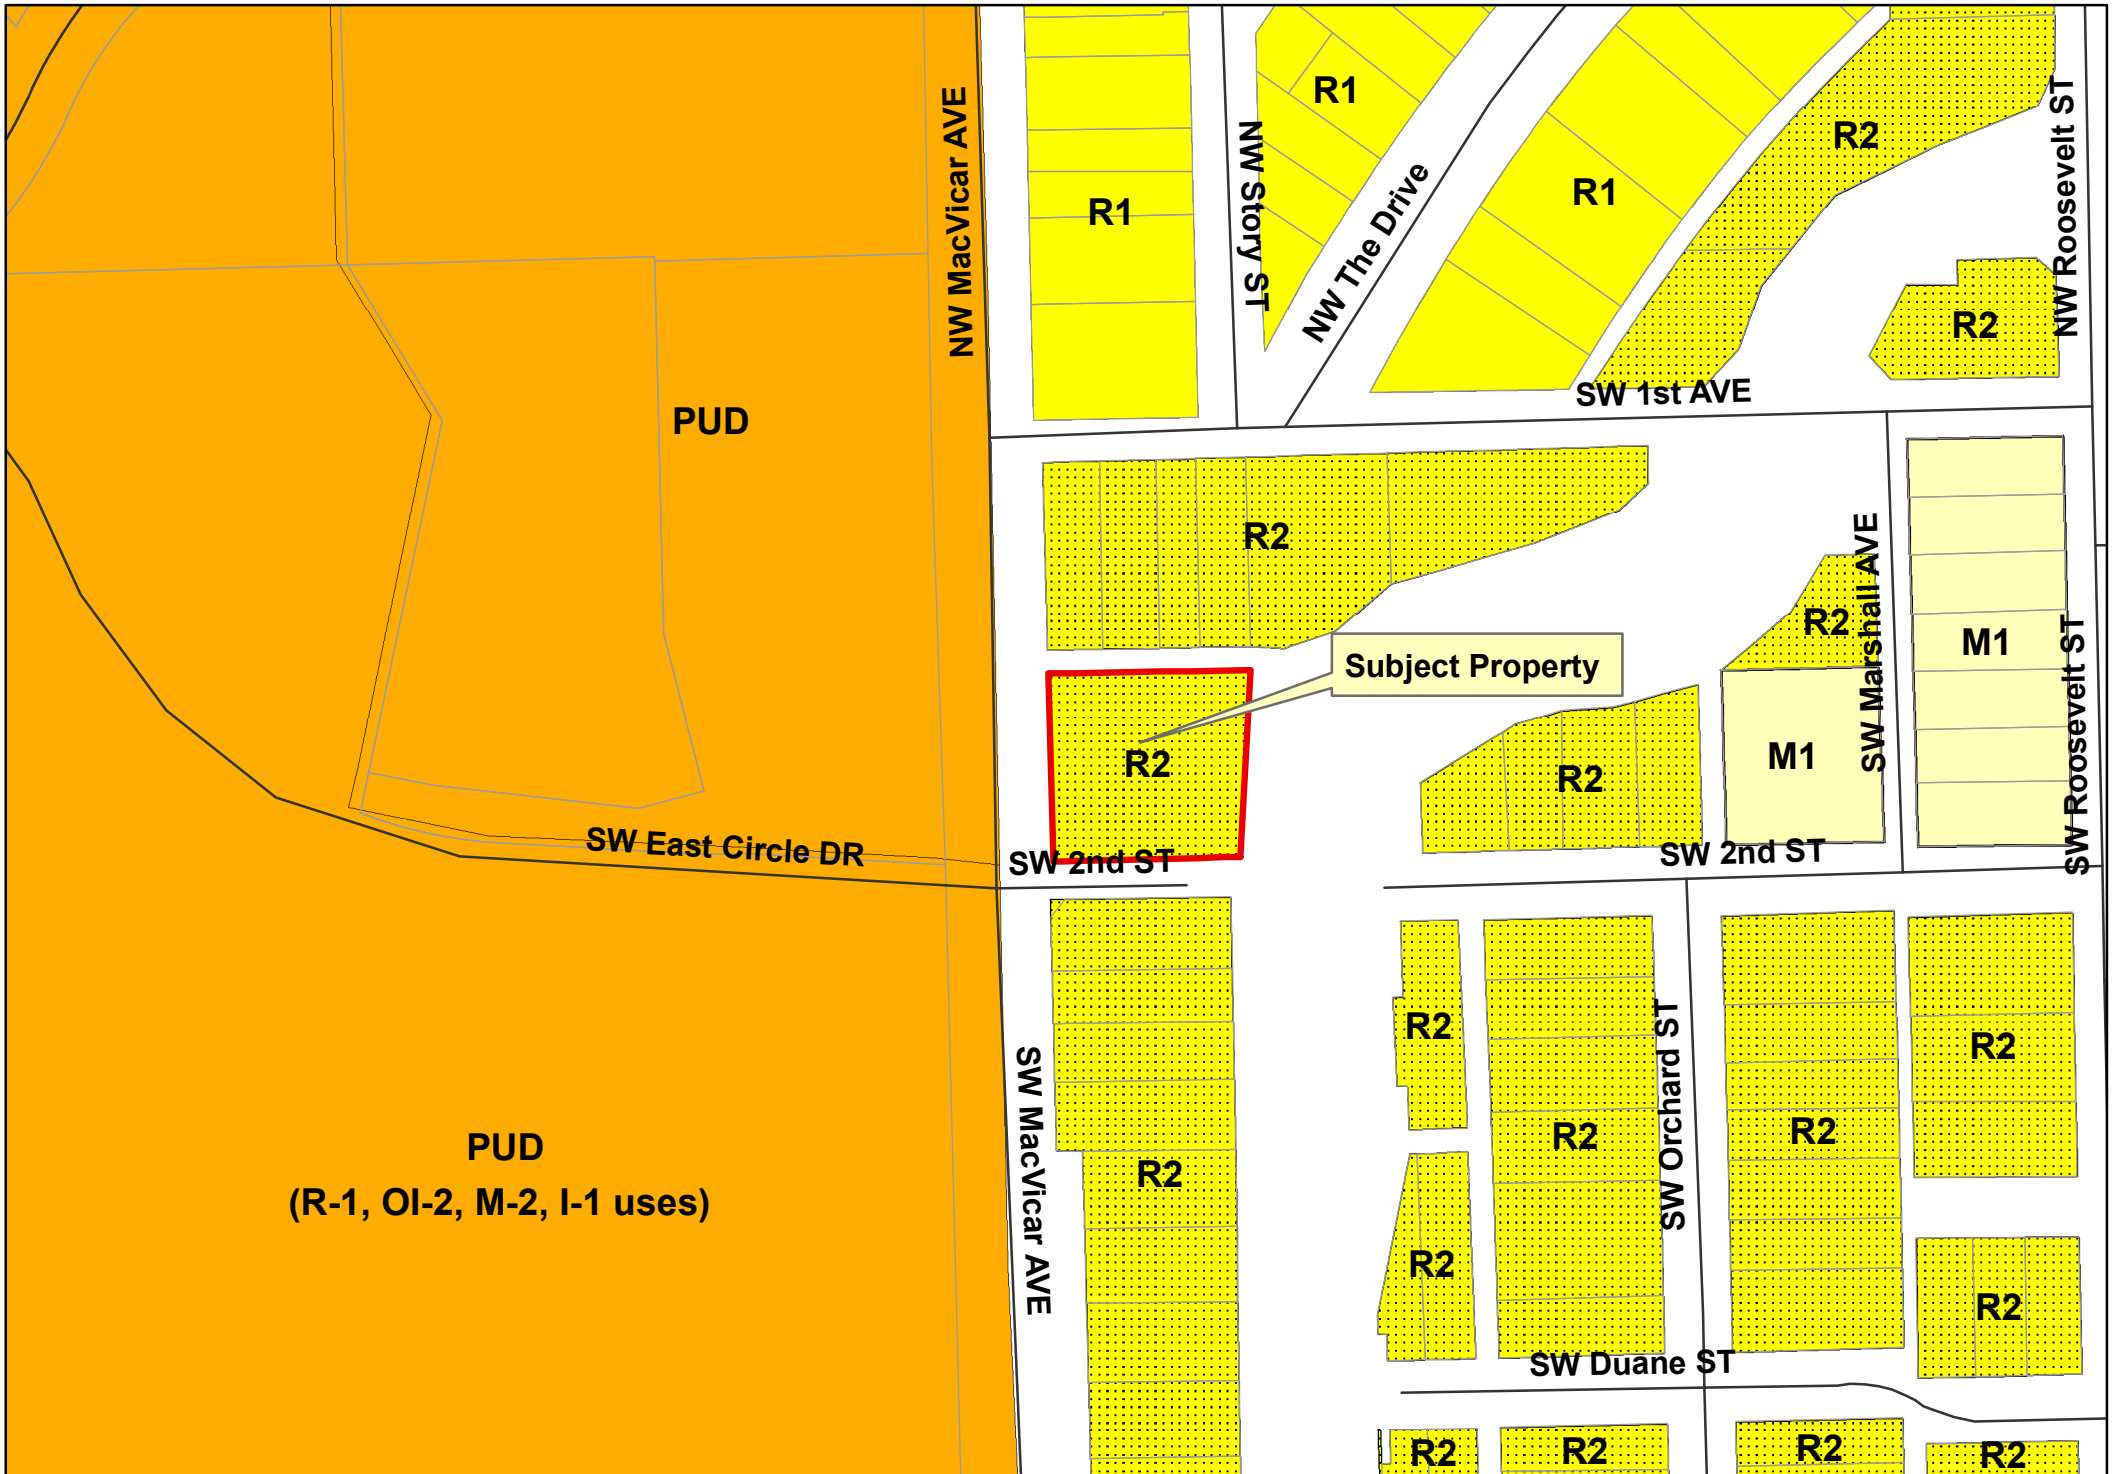 R1
R2
NW MacVicar AVE
NW Roosevelt ST
R1
R1
NW Story ST
NW The Drive
R2
SW 1st AVE
PUD
R2
SW Marshall AVE
R2
M1
SW Roosevelt ST
Subject Property
R2
R2
M1
SW East Circle DR
SW 2nd ST
SW 2nd ST
R2
R2
SW Orchard ST
SW MacVicar AVE
R2
R2
PUD
(R-1, OI-2, M-2, I-1 uses)
R2
R2
R2
SW Duane ST
R2
R2
R2
R2